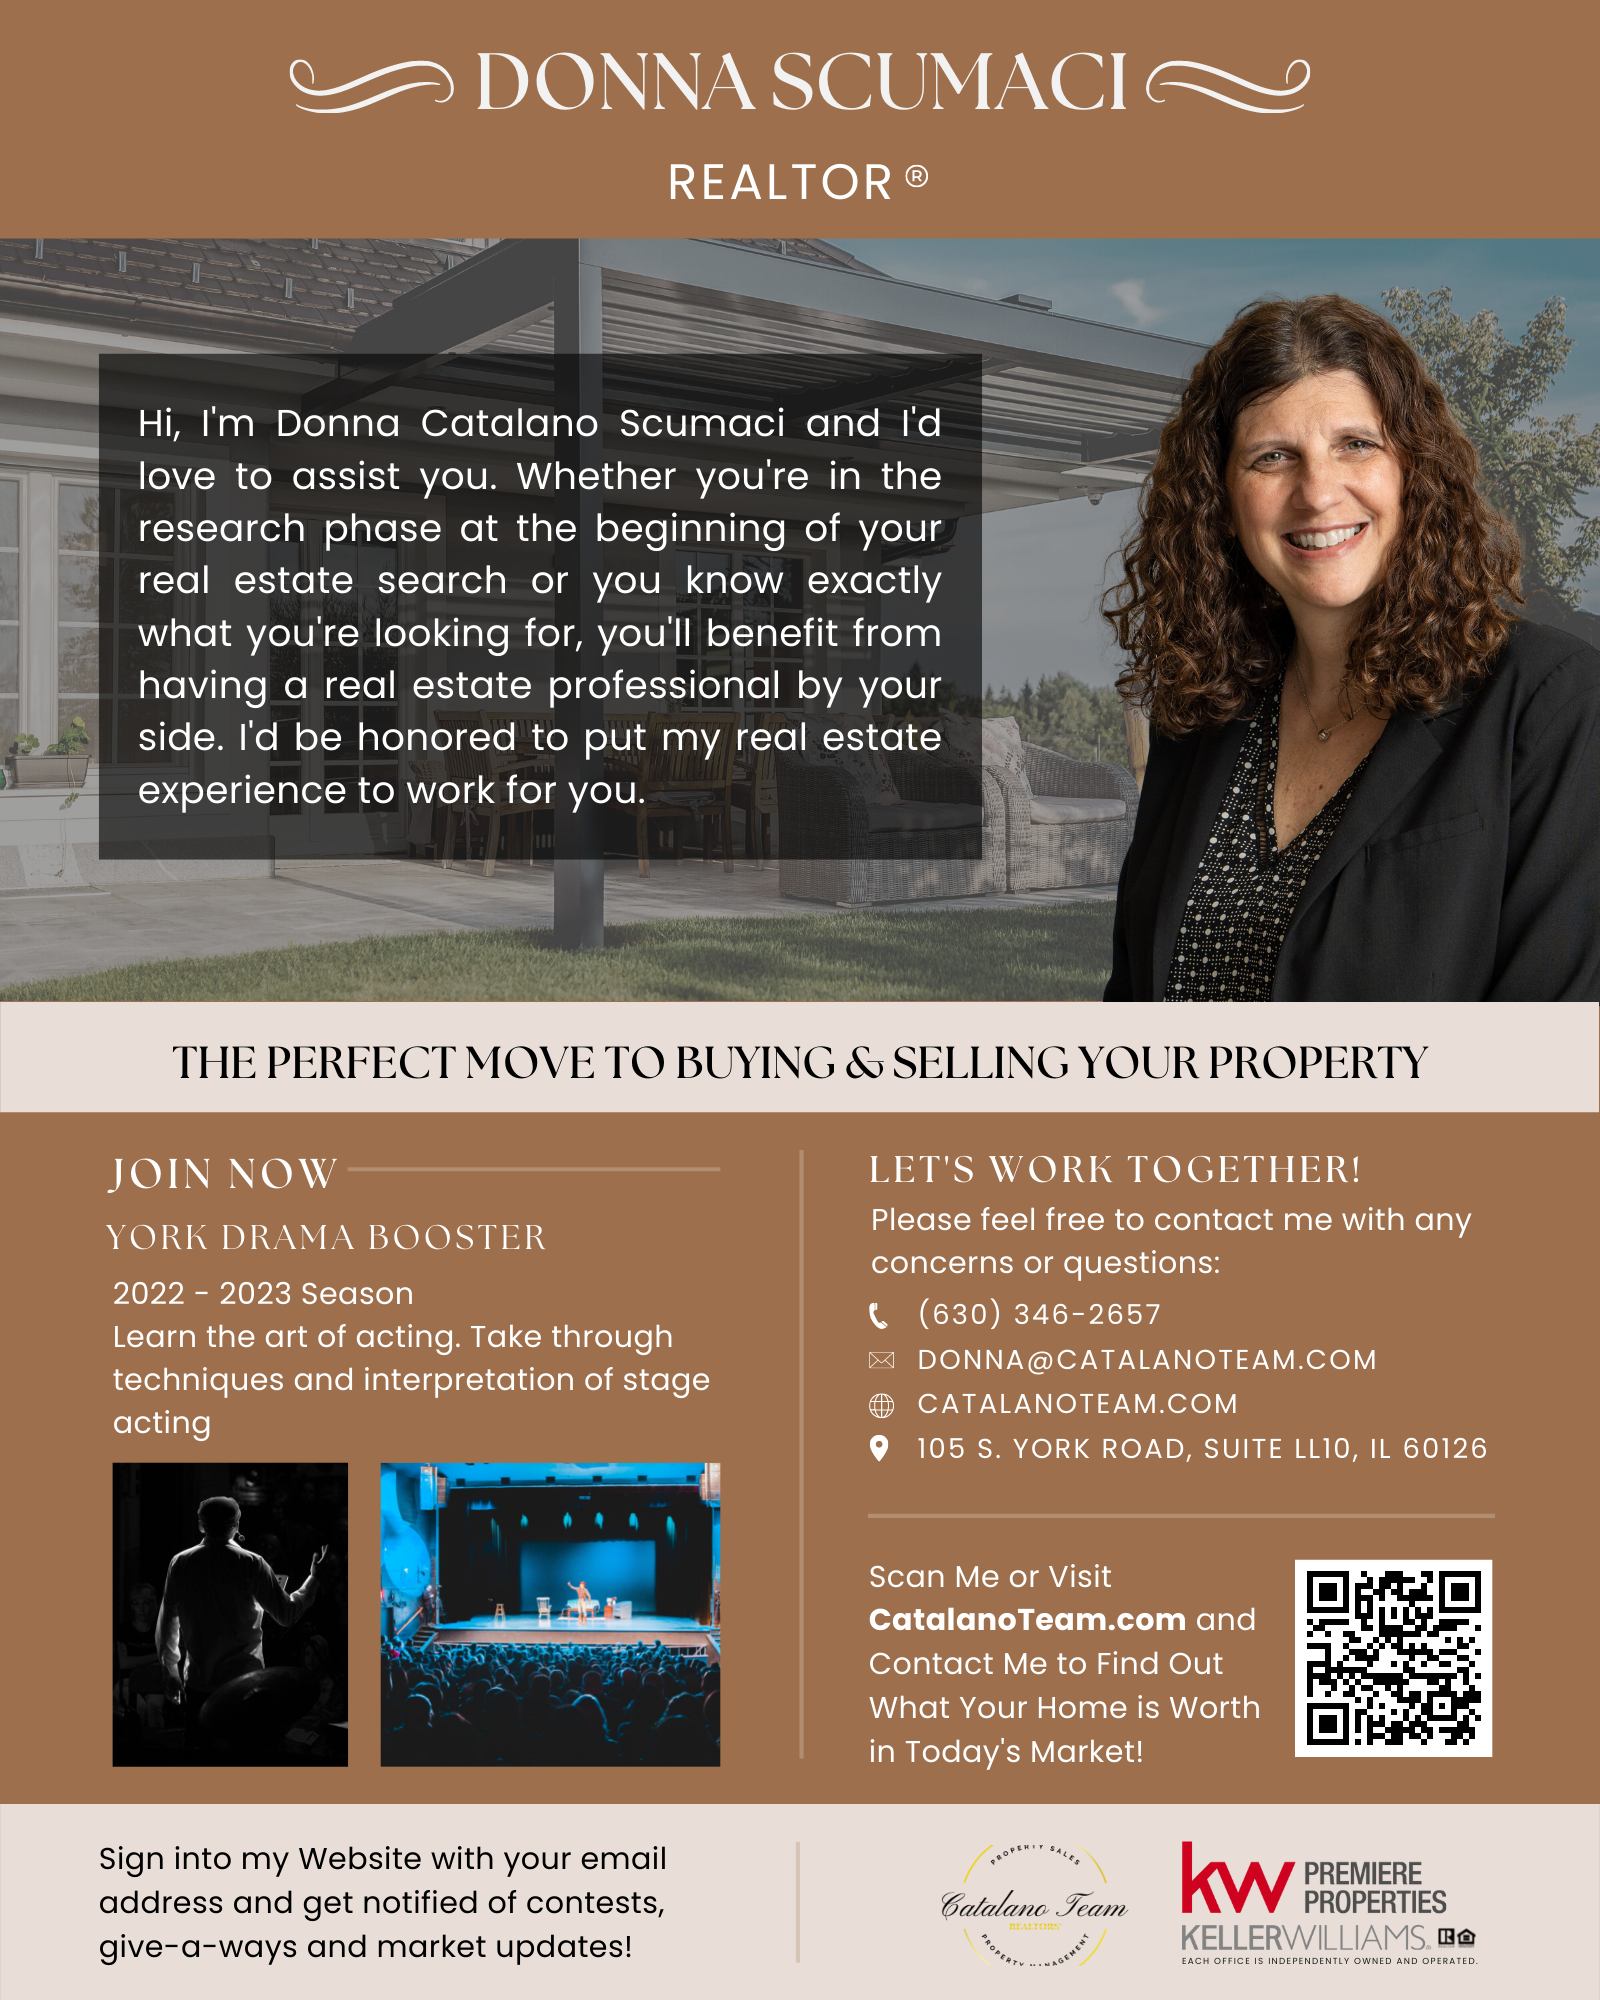 DONNA SCUMACI
REALTOR®
Hi, I'm Donna Catalano Scumaci and I'd
love to assist you. Whether you're in the
research phase at the beginning of your
real estate search or you know exactly
what you're looking for, you'll benefit from
having a real estate professional by your
side. I'd be honored to put my real estate
experience to work for you.
THE PERFECT MOVE TO BUYING & SELLING YOUR PROPERTY
JOIN NOW
YORK DRAMA BOOSTER
2022 - 2023 Season
Learn the art of acting. Take through
techniques and interpretation of stage
acting
LET'S WORK TOGETHER!
Please feel free to contact me with any
concerns or questions:
(630) 346-2657
DONNA@CATALANOTEAM.COM
CATALANOTEAM.COM
105 S. YORK ROAD, SUITE LL10, IL 60126
Scan Me or Visit
CatalanoTeam.com and
Contact Me to Find Out
What Your Home is Worth
in Today's Market!
Sign into my Website with your email
address and get notified of contests,
give-a-ways and market updates!
PROPERTY SALES
Catalano Team
REALTORS
PROPERTY MANAGEMENT
kw PREMIERE
PROPERTIES
KELLERWILLIAMS.
EACH OFFICE IS INDEPENDENTLY OWNED AND OPERATED.